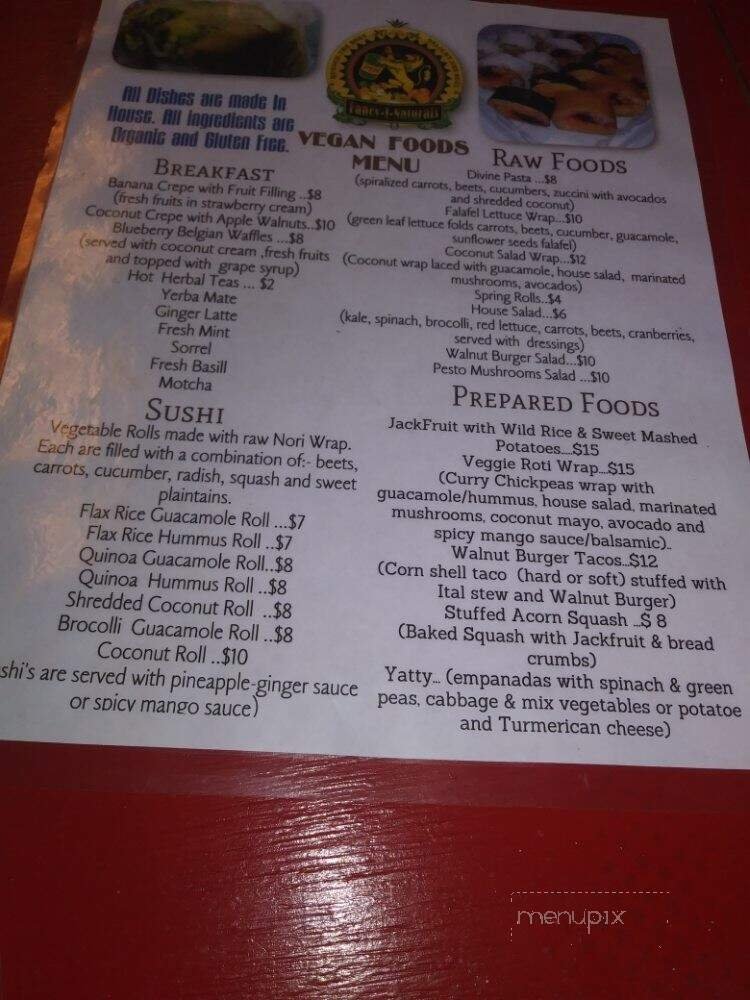 All Dishes are made In
House. All ingredients are
Organic and Gluten Free.
VEGAN FOODS
MENU
BREAKFAST
Banana Crepe with Fruit Filling ..$8
(fresh fruits in strawberry cream)
Coconut Crepe with Apple Walnuts..$10
Blueberry Belgian Waffles ...$8
(served with coconut cream ,fresh fruits
and topped with grape syrup)
Hot Herbal Teas ... $2
Yerba Mate
Ginger Latte
Fresh Mint
Sorrel
Fresh Basill
Motcha
SUSHI
Vegetable Rolls made with raw Nori Wrap.
Each are filled with a combination of:- beets,
carrots, cucumber, radish, squash and sweet
plaintains.
Flax Rice Guacamole Roll ...$7
Flax Rice Hummus Roll ..$7
Quinoa Guacamole Roll..$8
Quinoa Hummus Roll ..$8
Shredded Coconut Roll ..$8
Brocolli Guacamole Roll ..$8
Coconut Roll ..$10
shi's are served with pineapple-ginger sauce
or spicy mango sauce)
RAW FOODS
Divine Pasta ...$8
(spiralized carrots, beets, cucumbers, zuccini with avocados
and shredded coconut)
Falafel Lettuce Wrap...$10
(green leaf lettuce folds carrots, beets, cucumber, guacamole,
sunflower seeds falafel)
Coconut Salad Wrap...$12
(Coconut wrap laced with guacamole, house salad, marinated
mushrooms, avocados)
Spring Rolls..$4
House Salad...$6
(kale, spinach, brocolli, red lettuce, carrots, beets, cranberries,
served with dressings)
Walnut Burger Salad...$10
Pesto Mushrooms Salad ...$10
PREPARED FOODS
JackFruit with Wild Rice & Sweet Mashed
Potatoes....$15
Veggie Roti Wrap...$15
(Curry Chickpeas wrap with
guacamole/hummus, house salad, marinated
mushrooms, coconut mayo, avocado and
spicy mango sauce/balsamic)..
Walnut Burger Tacos...$12
(Corn shell taco (hard or soft) stuffed with
Ital stew and Walnut Burger)
Stuffed Acorn Squash ...$ 8
(Baked Squash with Jackfruit & bread
crumbs)
Yatty... (empanadas with spinach & green
peas, cabbage & mix vegetables or potatoe
and Turmerican cheese)
menupix